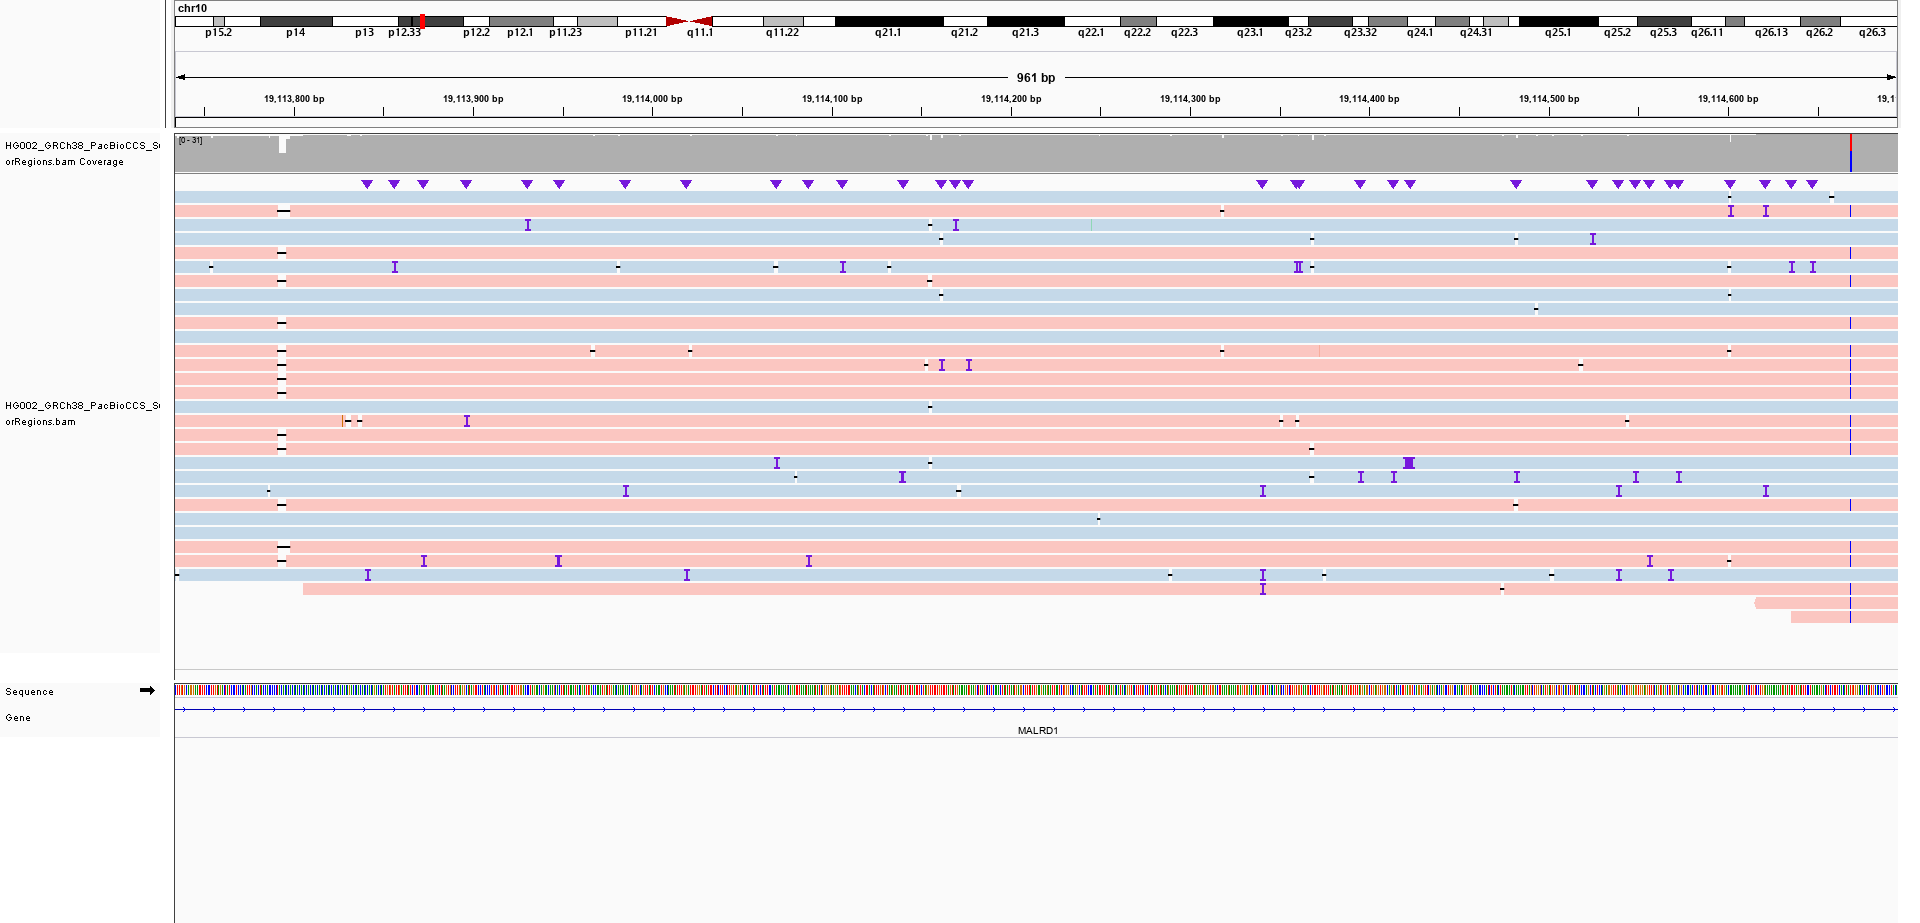 chr10
p15.2 p14 p13 p12.33 p12.2 p12.1 p11.23 p11.21 q11.1 q11.22 q21.1 q21.2 q21.3 q22.1 q22.2 q22.3 q23.1 q23.2 q23.32 q24.1 q24.31 q25.1 q25.2 q25.3 q26.11 q26.13 q26.2 q26.3
961 bp
19,113,800 bp 19,113,900 bp 19,114,000 bp 19,114,100 bp 19,114,200 bp 19,114,300 bp 19,114,400 bp 19,114,500 bp 19,114,600 bp 19,1
[0 - 31]
HG002_GRCh38_PacBioCCS_S
orRegions.bam Coverage
HG002_GRCh38_PacBioCCS_S
orRegions.bam
Sequence
Gene
MALRD1